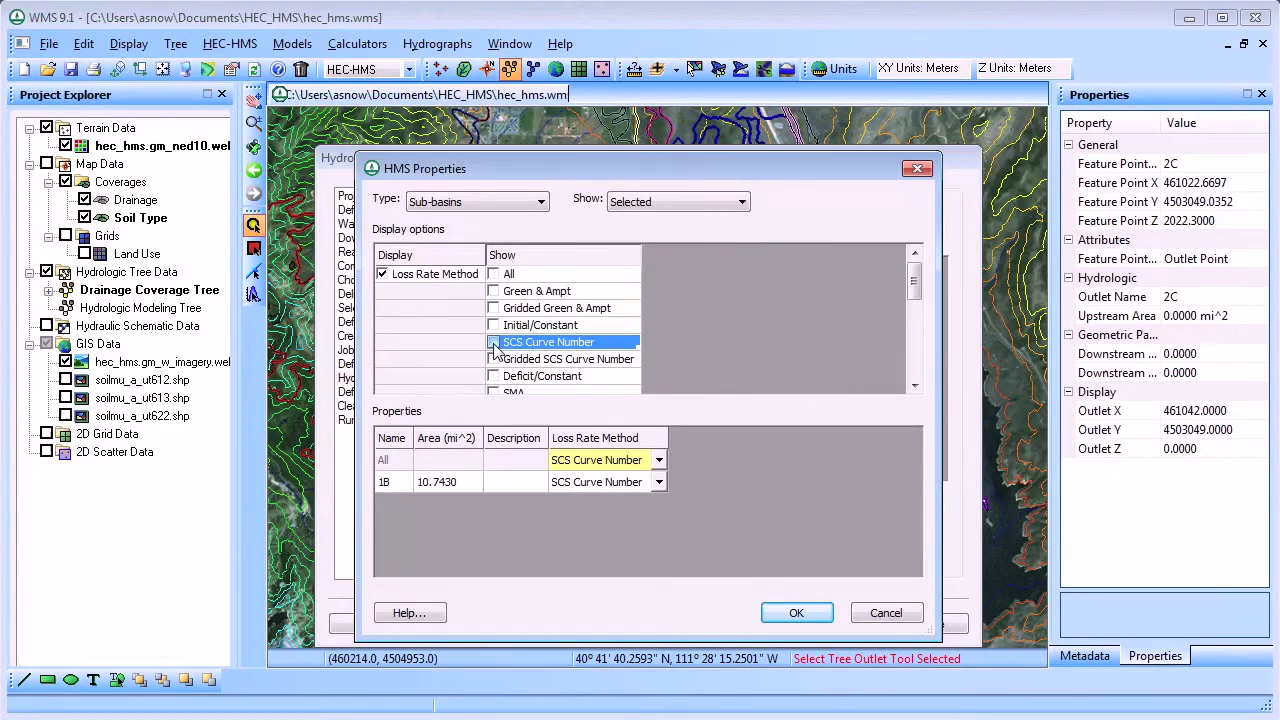 WMS 9.1 - [C:\Users\asnow\Documents\HEC_HMS\hec_hms.wms]
File Edit Display Tree HEC-HMS Models Calculators Hydrographs Window Help
HEC-HMS Units XY Units: Meters Z Units: Meters
Project Explorer
C:\Users\asnow\Documents\HEC_HMS\hec_hms.wm
Properties
Terrain Data
hec_hms.gm_ned10.wel
Map Data
Coverages
Drainage
Soil Type
Grids
Land Use
Hydrologic Tree Data
Drainage Coverage Tree
Hydrologic Modeling Tree
Hydraulic Schematic Data
GIS Data
hec_hms.gm_w_imagery.wel
soilmu_a_ut612.shp
soilmu_a_ut613.shp
soilmu_a_ut622.shp
2D Grid Data
2D Scatter Data
Hydro
HMS Properties
Type: Sub-basins Show: Selected
Display options
Display Show
Loss Rate Method All
Green & Ampt
Gridded Green & Ampt
Initial/Constant
SCS Curve Number
Gridded SCS Curve Number
Deficit/Constant
SMA
Properties
Name Area (mi^2) Description Loss Rate Method
All SCS Curve Number
1B 10.7430 SCS Curve Number
Help... OK Cancel
Property Value
General
Feature Point... 2C
Feature Point X 461022.6697
Feature Point Y 4503049.0352
Feature Point Z 2022.3000
Attributes
Feature Point... Outlet Point
Hydrologic
Outlet Name 2C
Upstream Area 0.0000 mi^2
Geometric Pa...
Downstream ... 0.0000
Downstream ... 0.0000
Display
Outlet X 461042.0000
Outlet Y 4503049.0000
Outlet Z 0.0000
Metadata Properties
(460214.0, 4504953.0) 40° 41' 40.2593" N, 111° 28' 15.2501" W Select Tree Outlet Tool Selected